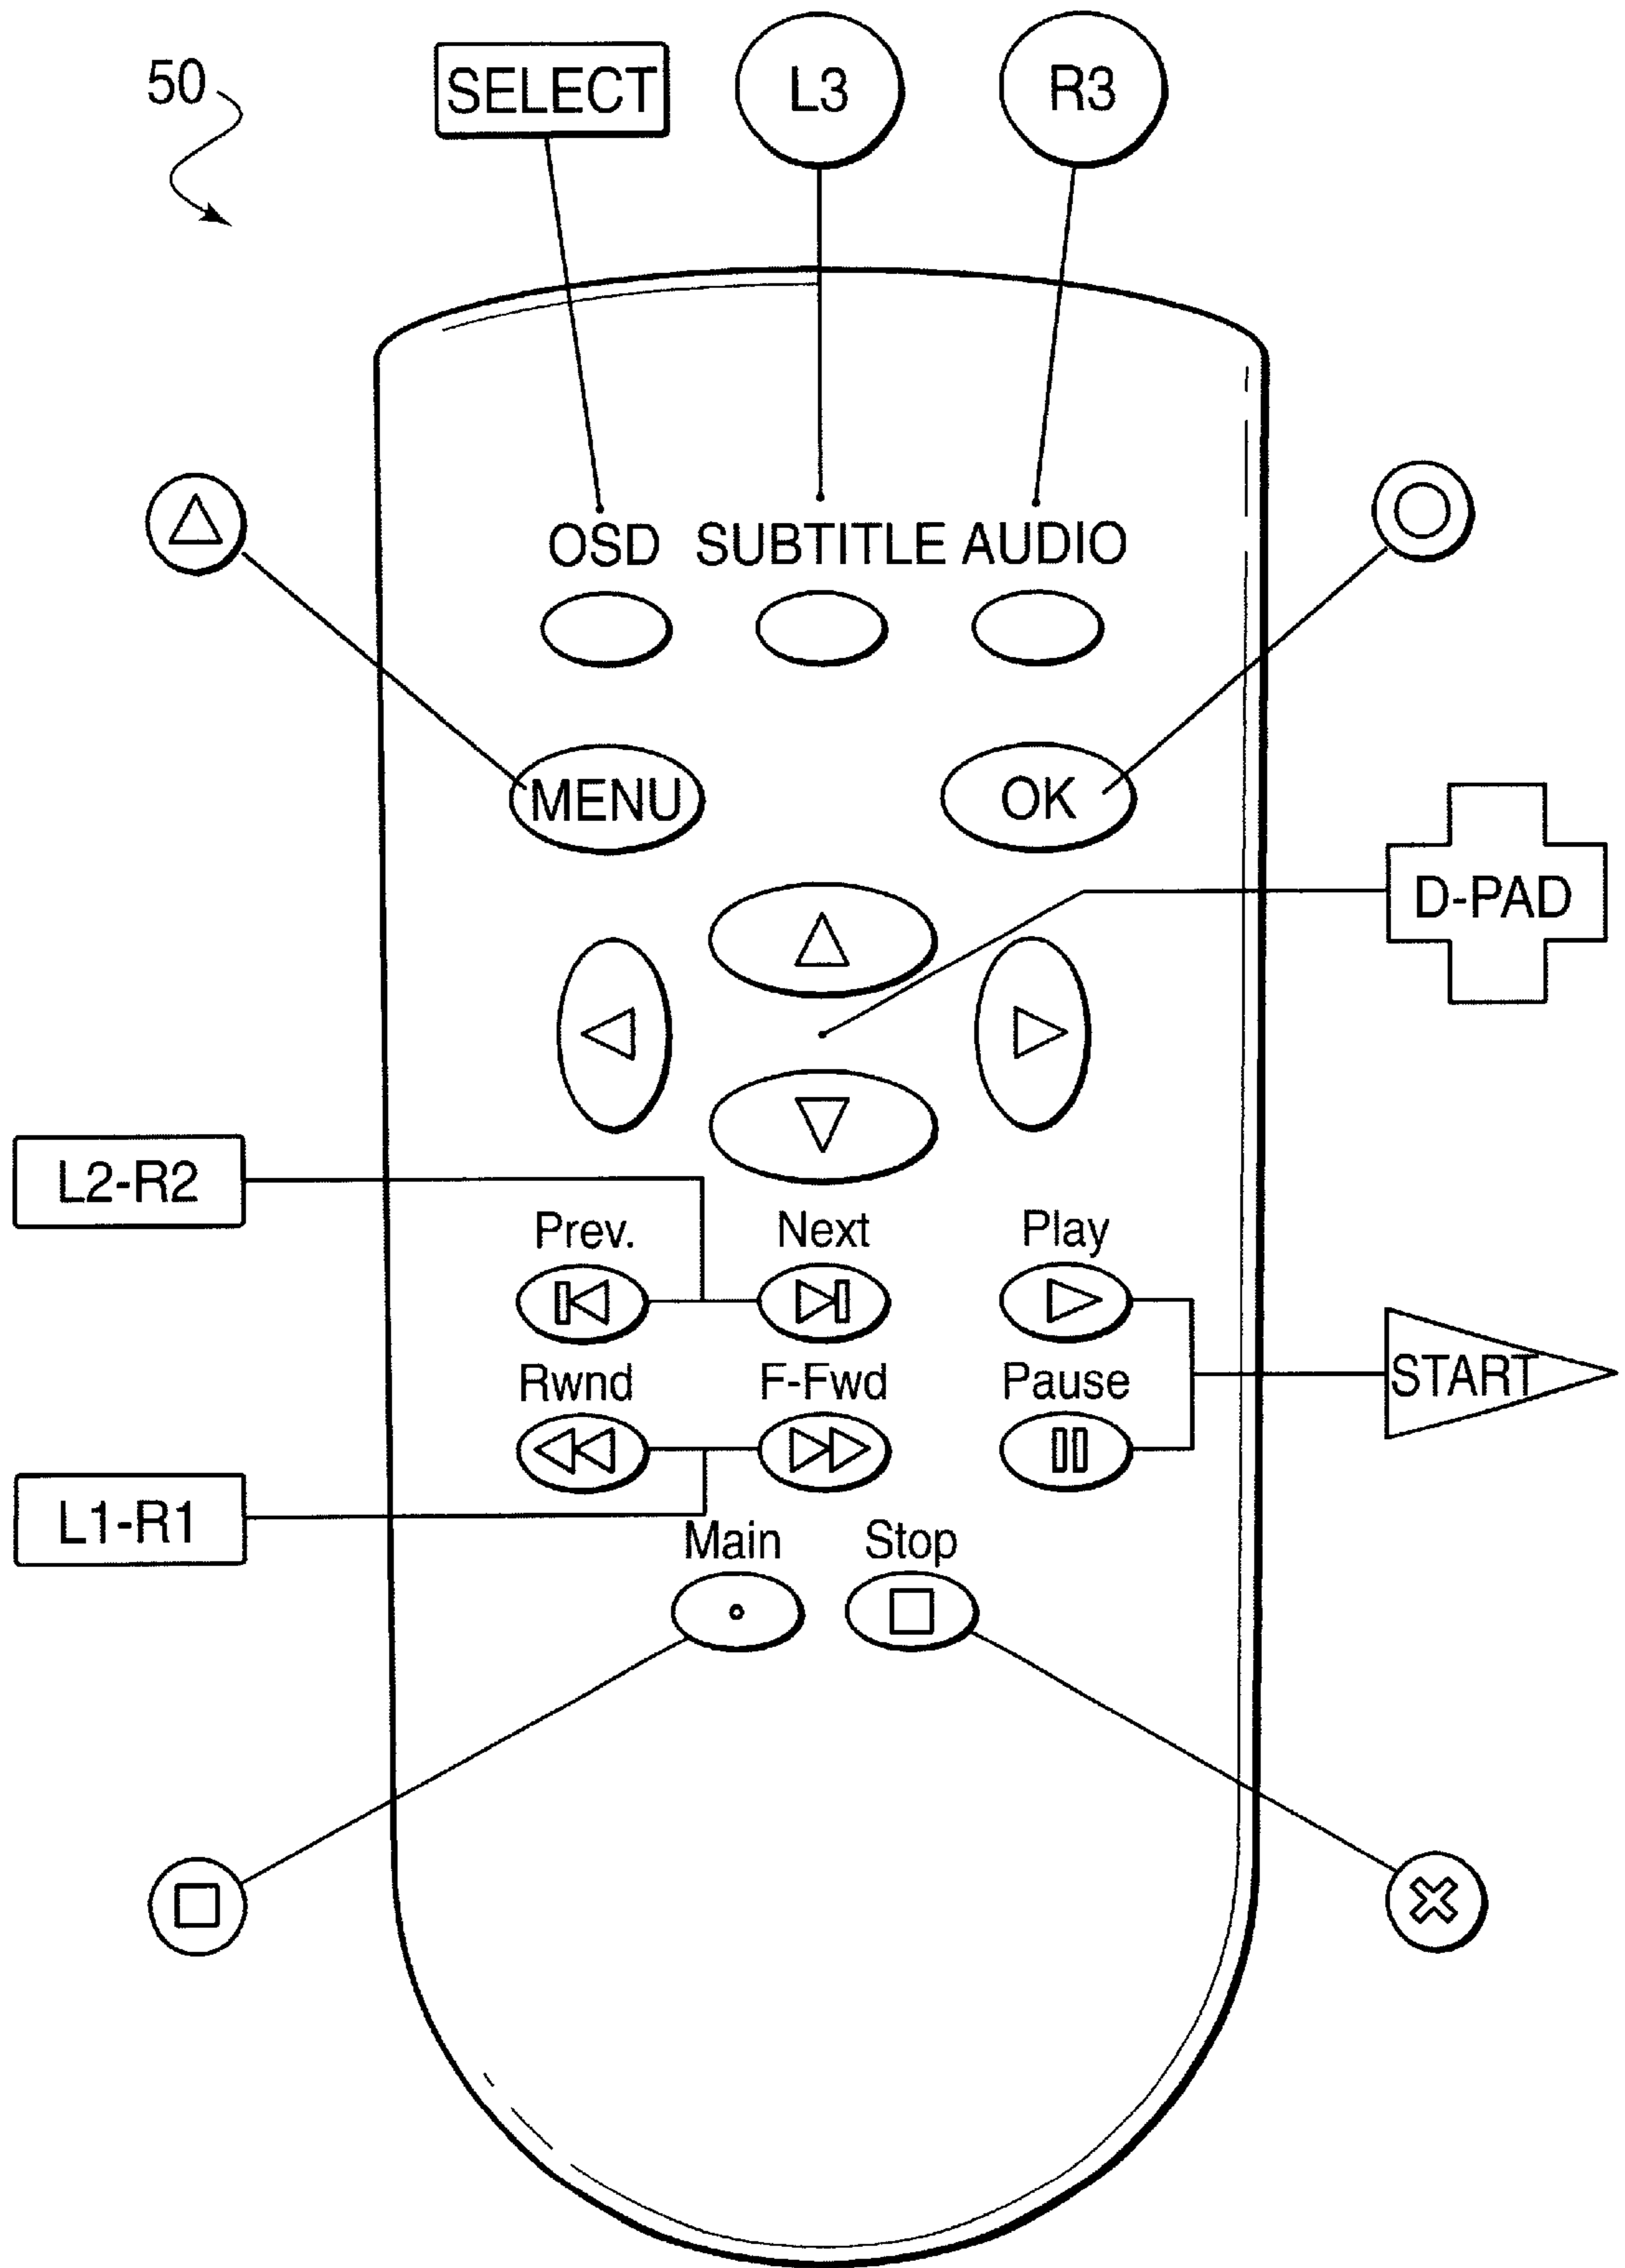 50
SELECT
L3
R3
OSD SUBTITLE AUDIO
MENU
OK
D-PAD
L2-R2
Prev.
Next
Play
START
Rwnd
F-Fwd
Pause
L1-R1
Main
Stop